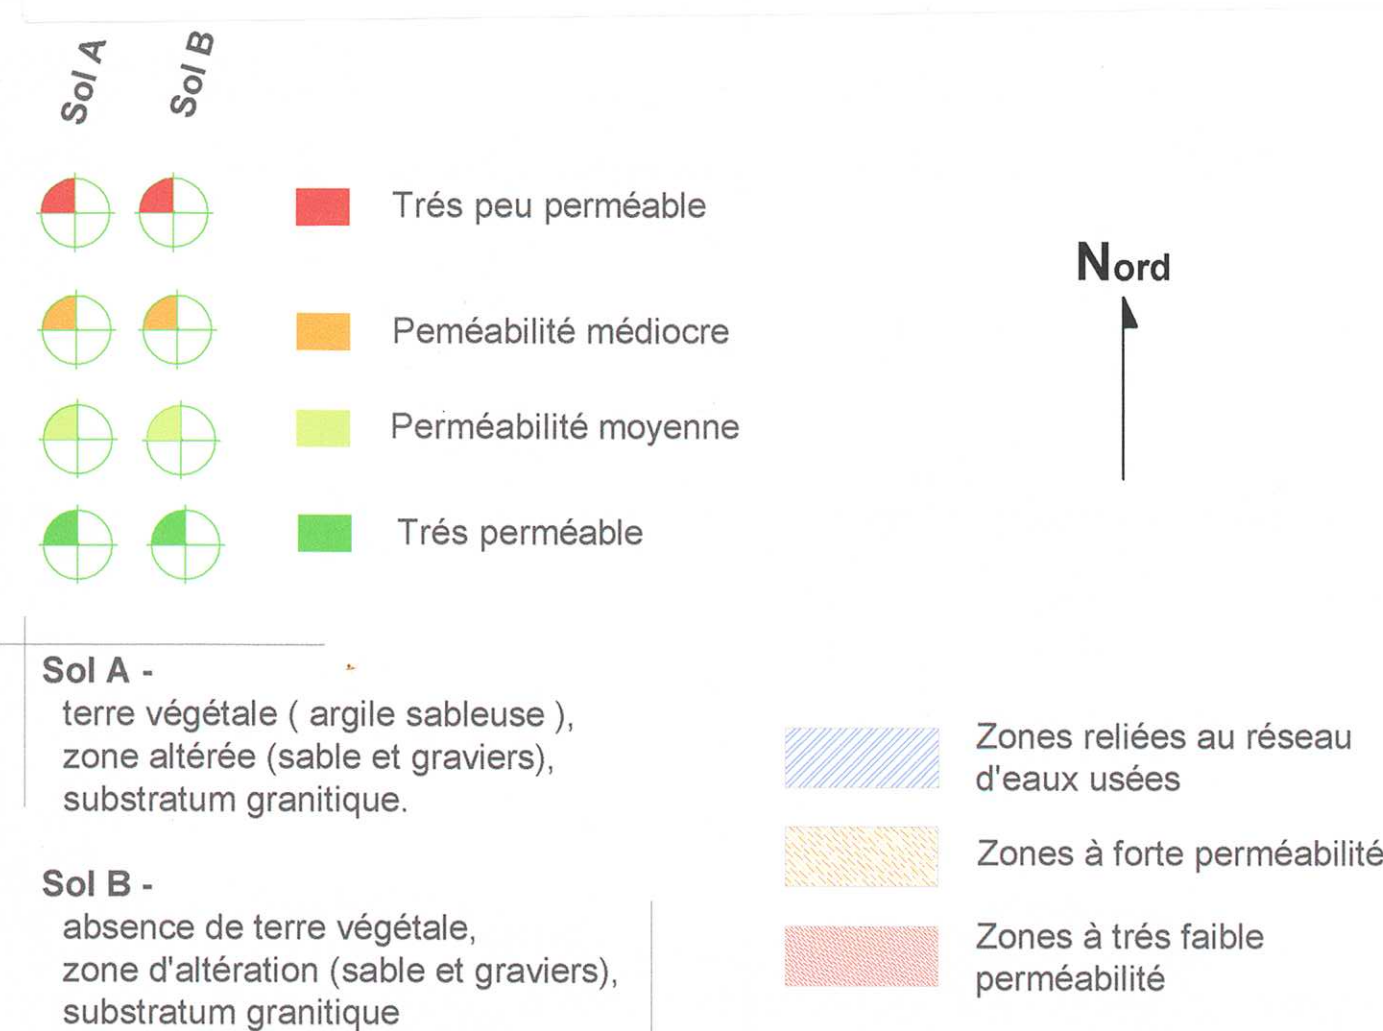 Sol A
Sol B
Trés peu perméable
Peméabilité médiocre
Perméabilité moyenne
Trés perméable
Nord
Sol A -
terre végétale ( argile sableuse ),
zone altérée (sable et graviers),
substratum granitique.
Sol B -
absence de terre végétale,
zone d'altération (sable et graviers),
substratum granitique
Zones reliées au réseau
d'eaux usées
Zones à forte perméabilité
Zones à trés faible
perméabilité